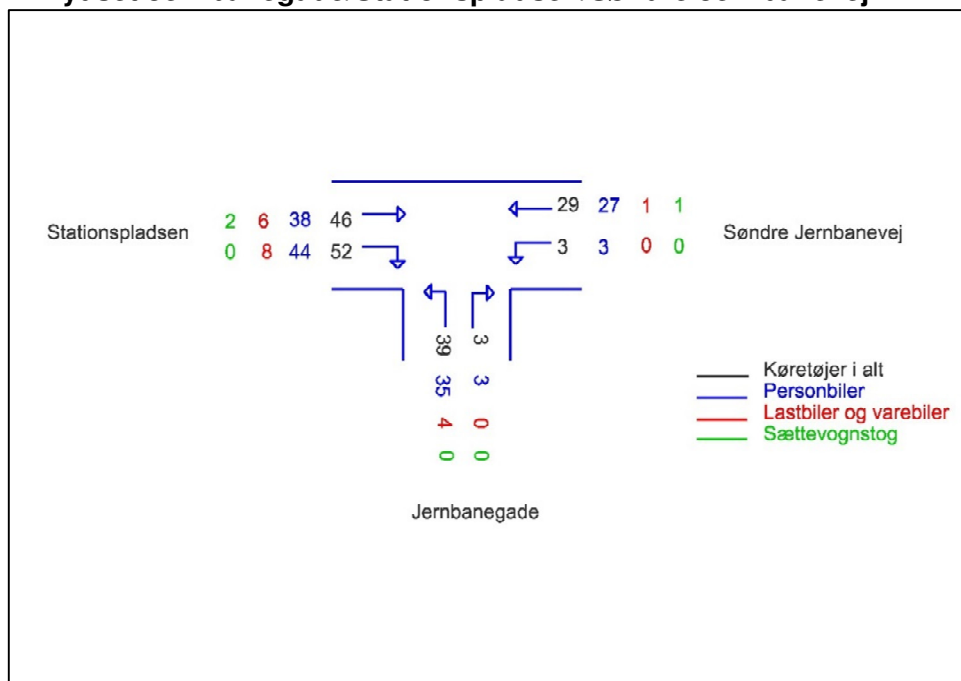 Stationspladsen 2 6 38 46 29 27 1 1 Søndre Jernbanevej
0 8 44 52 3 3 0 0
39 3
35 3
4 0
0 0
Køretøjer i alt
Personbiler
Lastbiler og varebiler
Sættevognstog
Jernbanegade